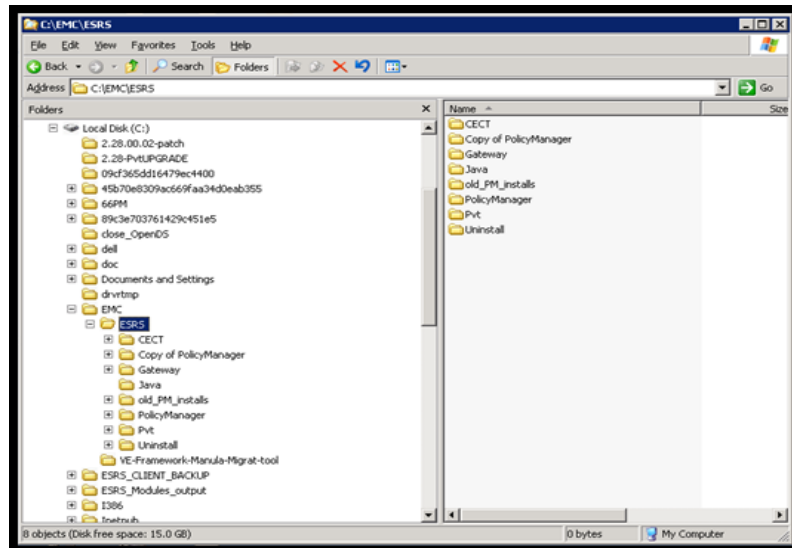 C:\EMC\ESRS
File Edit View Favorites Tools Help
Back Search Folders
Address C:\EMC\ESRS Go
Folders
Name Size
Local Disk (C:)
2.28.00.02-patch
2.28-PvtUPGRADE
09cf365dd16479ec4400
45b70e8309ac669faa34d0eab355
66PM
89c3e703761429c451e5
close_OpenDS
dell
doc
Documents and Settings
drvrtmp
EMC
ESRS
CECT
Copy of PolicyManager
Gateway
Java
old_PM_installs
PolicyManager
Pvt
Uninstall
VE-Framework-Manula-Migrat-tool
ESRS_CLIENT_BACKUP
ESRS_Modules_output
I386
Inetpub
CECT
Copy of PolicyManager
Gateway
Java
old_PM_installs
PolicyManager
Pvt
Uninstall
8 objects (Disk free space: 15.0 GB) 0 bytes My Computer